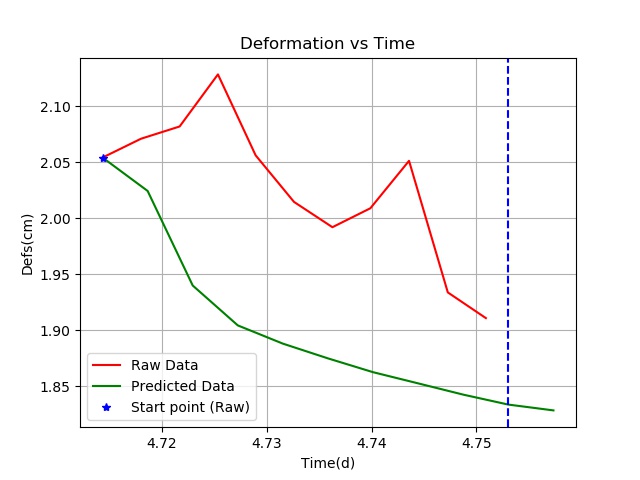 Deformation vs Time
Defs(cm)
2.10
2.05
2.00
1.95
1.90
1.85
Raw Data
Predicted Data
Start point (Raw)
4.72 4.73 4.74 4.75
Time(d)